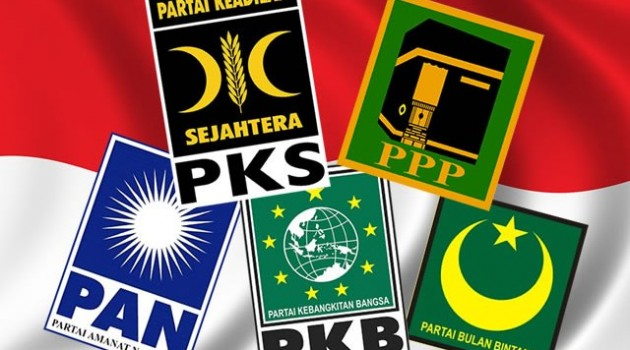 PARTAI KEADILAN
SEJAHTERA
PKS
PPP
PAN
PARTAI AMANAT N
PARTAI KEBANGKITAN BANGSA
PKB
PARTAI BULAN BINTANG